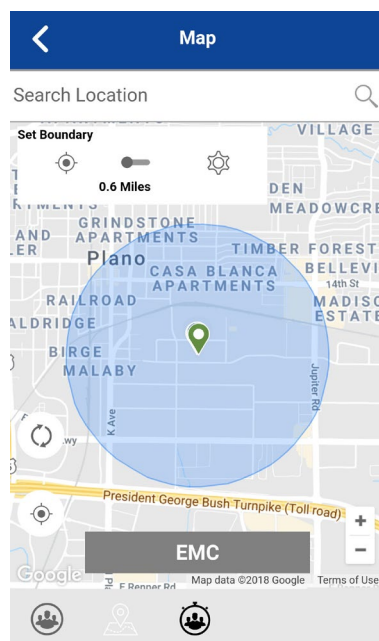 Map
Search Location
Set Boundary
0.6 Miles
VILLAGE
DEN
MEADOWCRE
GRINDSTONE
APARTMENTS
AND
LER
Plano
TIMBER FOREST
CASA BLANCA
APARTMENTS
BELLEVI
14th St
RAILROAD
MADISO
ESTATE
ALDRIDGE
BIRGE
MALABY
Jupiter Rd
K Ave
wy
President George Bush Turnpike (Toll road)
EMC
Google
E Renner Rd
Map data ©2018 Google
Terms of Use